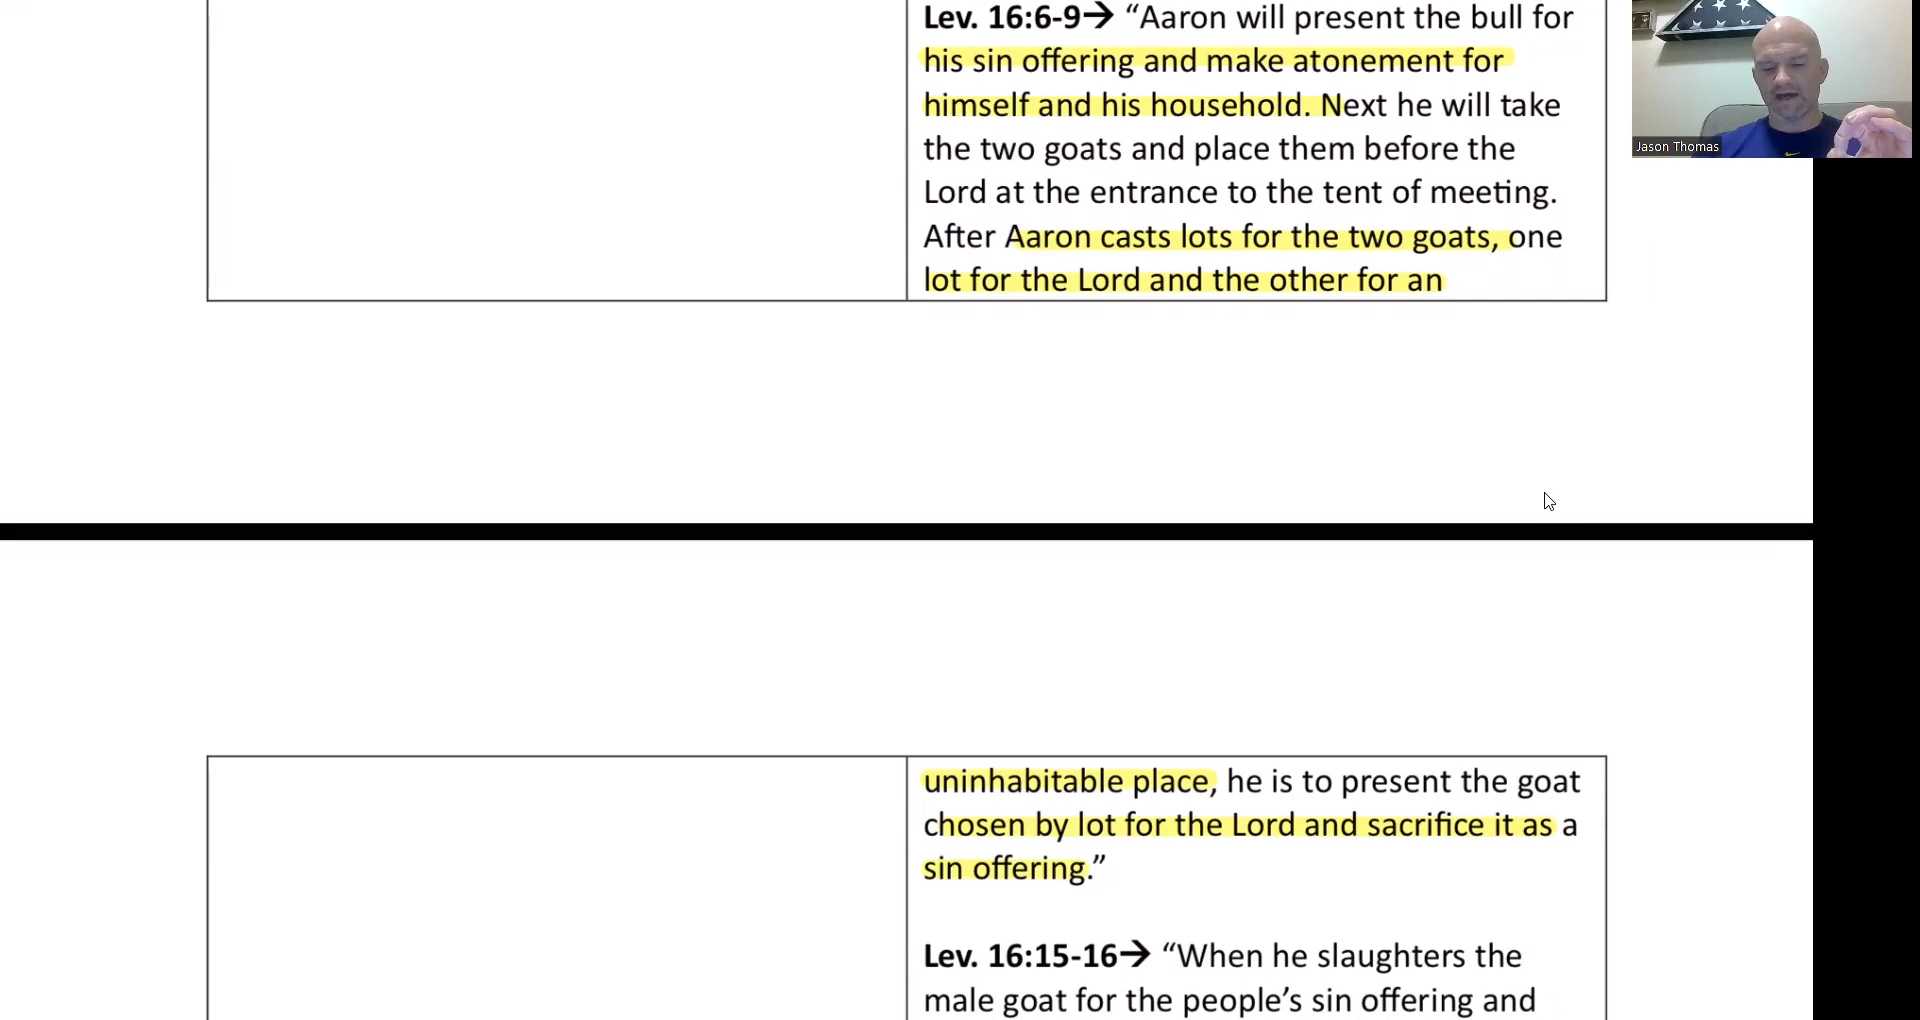 Lev. 16:6-9→ “Aaron will present the bull for
his sin offering and make atonement for
himself and his household. Next he will take
the two goats and place them before the
Lord at the entrance to the tent of meeting.
After Aaron casts lots for the two goats, one
lot for the Lord and the other for an
Jason Thomas
uninhabitable place, he is to present the goat
chosen by lot for the Lord and sacrifice it as a
sin offering.”
Lev. 16:15-16→ “When he slaughters the
male goat for the people’s sin offering and